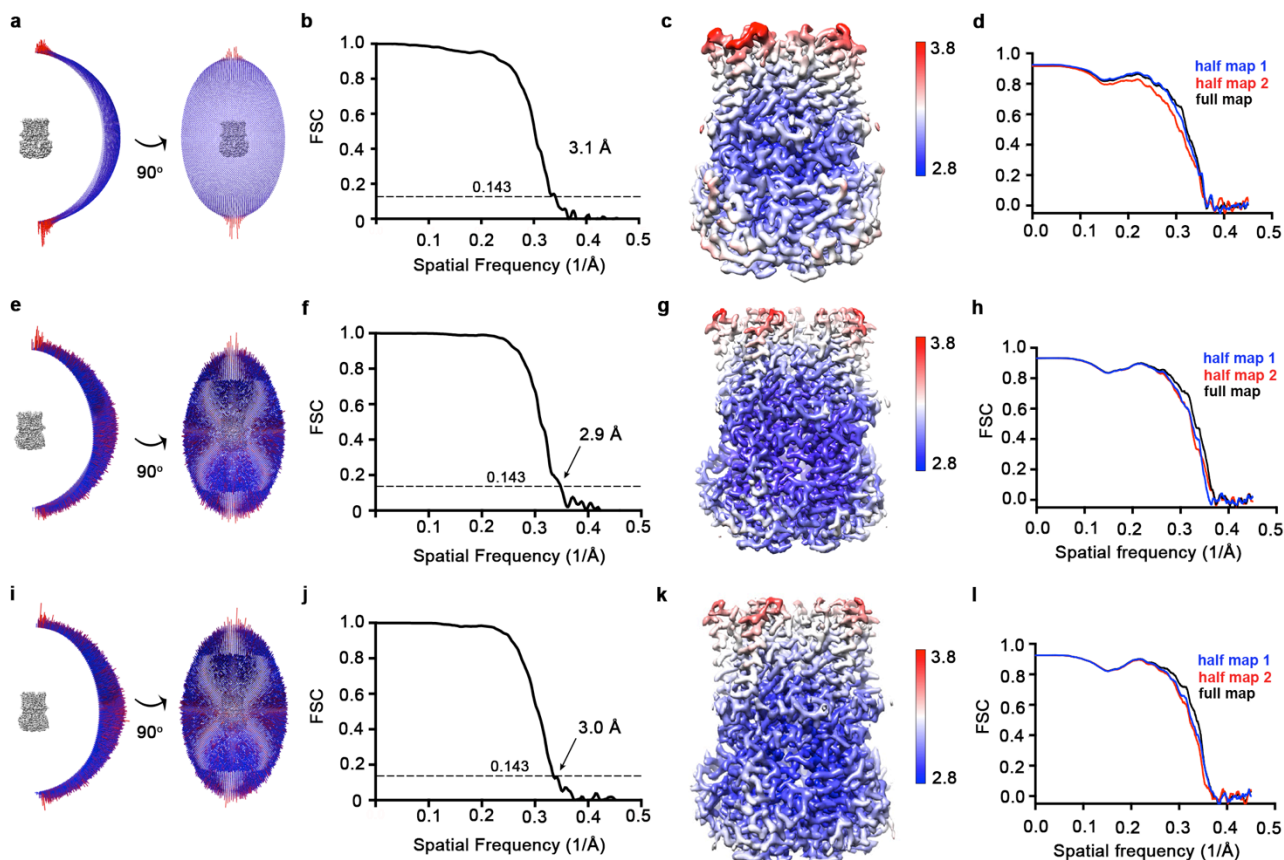 a
90°
b
1.0
0.8
0.6
0.4
0.2
0
FSC
3.1 Å
0.143
0.1 0.2 0.3 0.4 0.5
Spatial Frequency (1/Å)
c
3.8
2.8
d
1.0
0.8
0.6
0.4
0.2
0.0
FSC
half map 1
half map 2
full map
0.0 0.1 0.2 0.3 0.4 0.5
Spatial frequency (1/Å)
e
90°
f
1.0
0.8
0.6
0.4
0.2
0
FSC
2.9 Å
0.143
0.1 0.2 0.3 0.4 0.5
Spatial Frequency (1/Å)
g
3.8
2.8
h
1.0
0.8
0.6
0.4
0.2
0.0
FSC
half map 1
half map 2
full map
0.0 0.1 0.2 0.3 0.4 0.5
Spatial frequency (1/Å)
i
90°
j
1.0
0.8
0.6
0.4
0.2
0
FSC
3.0 Å
0.143
0.1 0.2 0.3 0.4 0.5
Spatial Frequency (1/Å)
k
3.8
2.8
l
1.0
0.8
0.6
0.4
0.2
0.0
FSC
half map 1
half map 2
full map
0.0 0.1 0.2 0.3 0.4 0.5
Spatial frequency (1/Å)